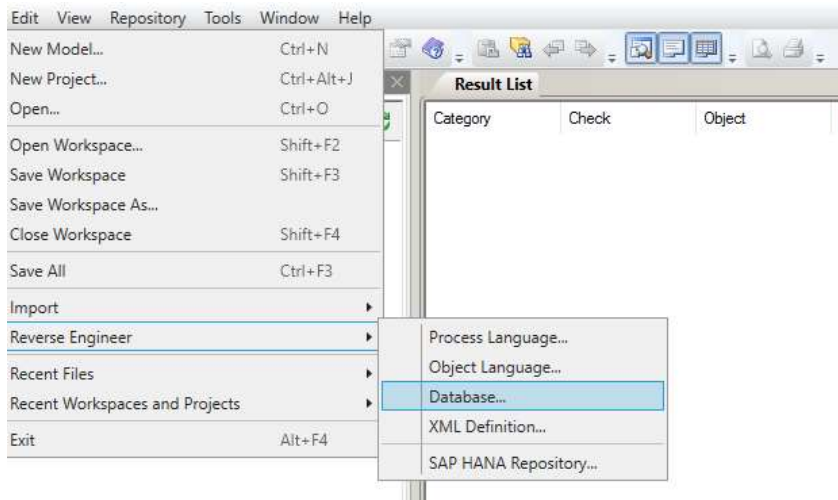 Edit View Repository Tools Window Help
New Model... Ctrl+N
New Project... Ctrl+Alt+J
Result List
Open... Ctrl+O
Category Check Object
Open Workspace... Shift+F2
Save Workspace Shift+F3
Save Workspace As...
Close Workspace Shift+F4
Save All Ctrl+F3
Import
Reverse Engineer
Process Language...
Object Language...
Recent Files
Database...
Recent Workspaces and Projects
XML Definition...
Exit Alt+F4
SAP HANA Repository...